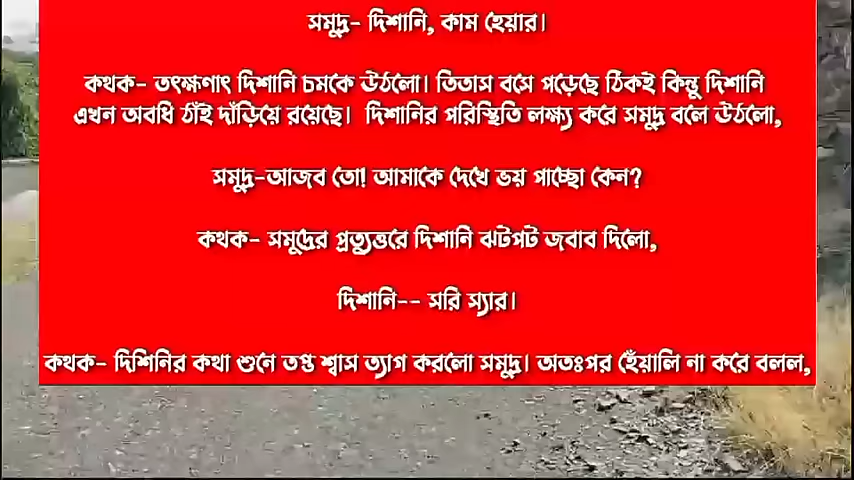 সমুদ্র- দিশানি, কাম হেয়ার।
কথক- তৎক্ষণাৎ দিশানি চমকে উঠলো। তিতাস বসে পড়েছে ঠিকই কিন্তু দিশানি
এখন অবধি ঠাঁই দাঁড়িয়ে রয়েছে। দিশানির পরিস্থিতি লক্ষ্য করে সমুদ্র বলে উঠলো,
সমুদ্র-আজব তো! আমাকে দেখে ভয় পাচ্ছো কেন?
কথক- সমুদ্রের প্রত্যুত্তরে দিশানি ঝটপট জবাব দিলো,
দিশানি-- সরি স্যার।
কথক- দিশিনির কথা শুনে তপ্ত শ্বাস ত্যাগ করলো সমুদ্র। অতঃপর হেঁয়ালি না করে বলল,